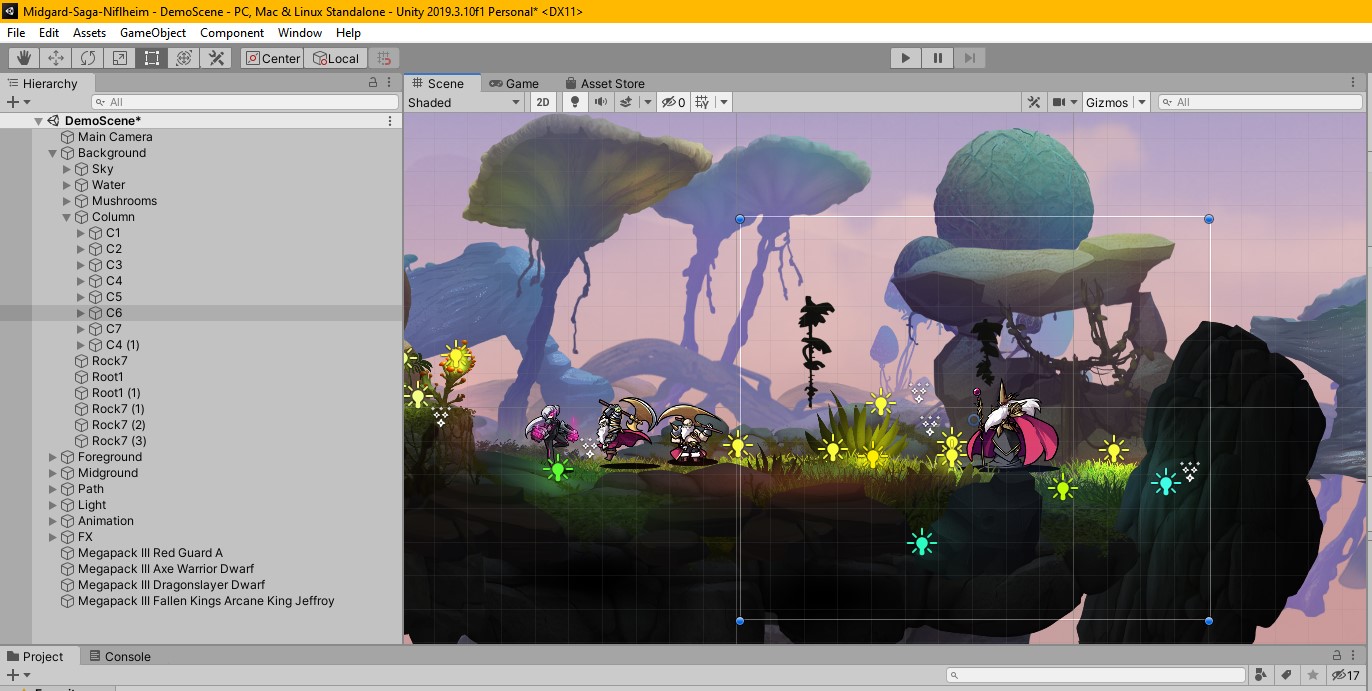 Midgard-Saga-Niflheim - DemoScene - PC, Mac & Linux Standalone - Unity 2019.3.10f1 Personal* <DX11>
File Edit Assets GameObject Component Window Help
Center Local
Hierarchy
All
DemoScene*
Main Camera
Background
Sky
Water
Mushrooms
Column
C1
C2
C3
C4
C5
C6
C7
C4 (1)
Rock7
Root1
Root1 (1)
Rock7 (1)
Rock7 (2)
Rock7 (3)
Foreground
Midground
Path
Light
Animation
FX
Megapack III Red Guard A
Megapack III Axe Warrior Dwarf
Megapack III Dragonslayer Dwarf
Megapack III Fallen Kings Arcane King Jeffroy
Scene Game Asset Store
Shaded 2D 0 Gizmos All
Project Console
17